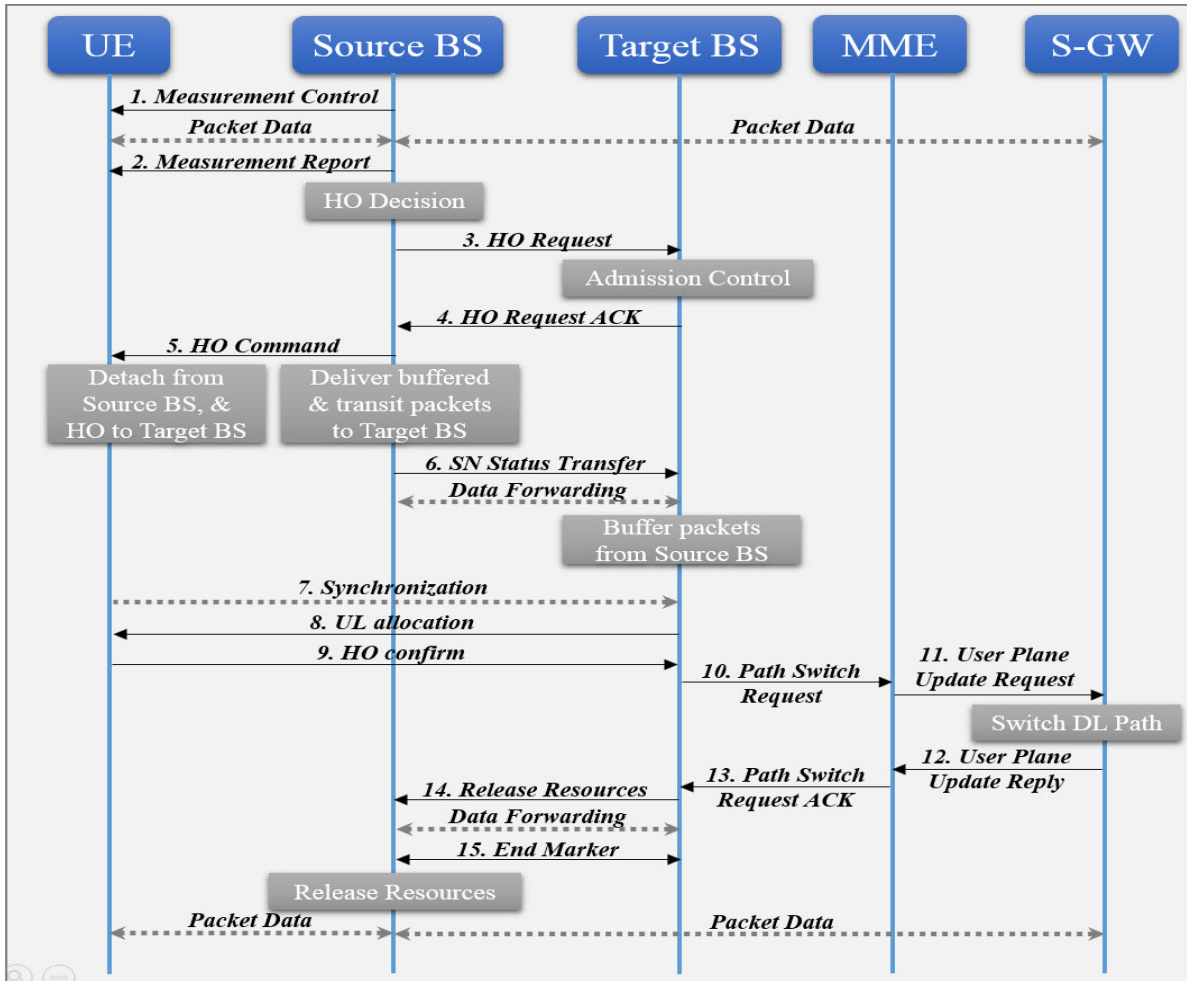 UE
Source BS
Target BS
MME
S-GW
1. Measurement Control
Packet Data
Packet Data
2. Measurement Report
HO Decision
3. HO Request
Admission Control
4. HO Request ACK
5. HO Command
Detach from
Source BS, &
HO to Target BS
Deliver buffered
& transit packets
to Target BS
6. SN Status Transfer
Data Forwarding
Buffer packets
from Source BS
7. Synchronization
8. UL allocation
9. HO confirm
10. Path Switch
Request
11. User Plane
Update Request
Switch DL Path
12. User Plane
Update Reply
13. Path Switch
Request ACK
14. Release Resources
Data Forwarding
15. End Marker
Release Resources
Packet Data
Packet Data